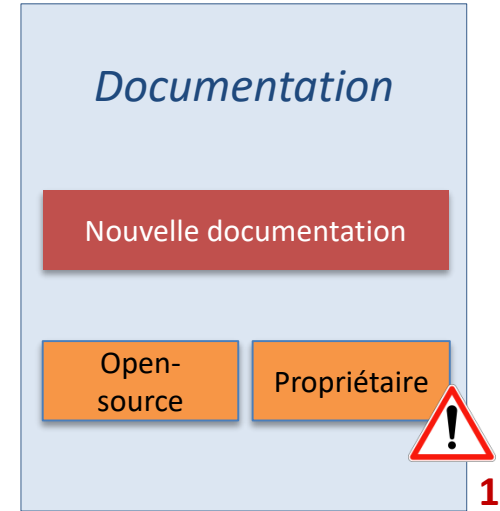 Documentation
Nouvelle documentation
Open-
source
Propriétaire
!
1